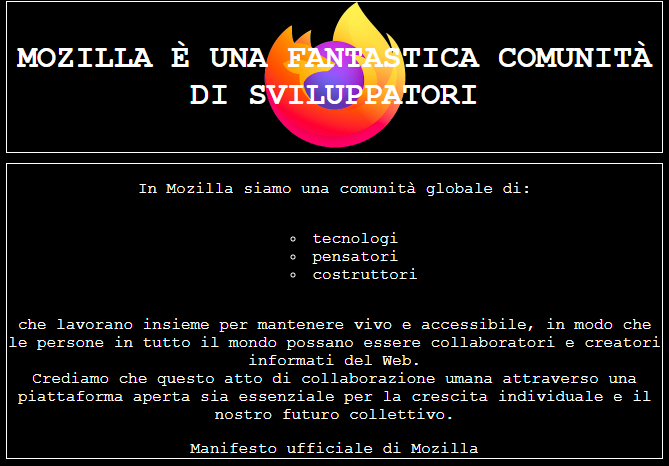 MOZILLA È UNA FANTASTICA COMUNITÀ
DI SVILUPPATORI
In Mozilla siamo una comunità globale di:
tecnologi
pensatori
costruttori
che lavorano insieme per mantenere vivo e accessibile, in modo che
le persone in tutto il mondo possano essere collaboratori e creatori
informati del Web.
Crediamo che questo atto di collaborazione umana attraverso una
piattaforma aperta sia essenziale per la crescita individuale e il
nostro futuro collettivo.
Manifesto ufficiale di Mozilla